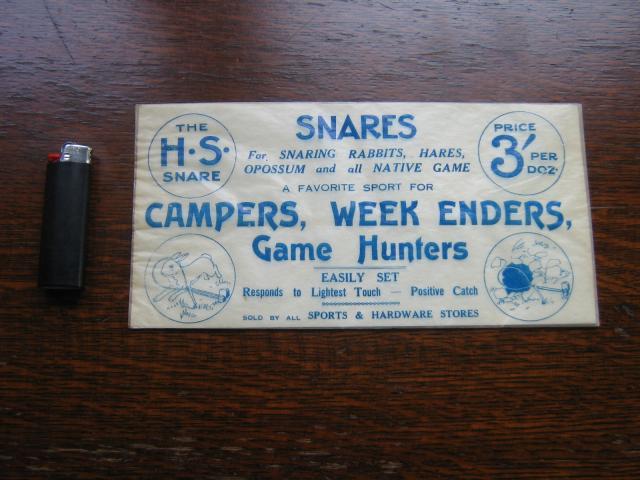 THE
H·S·
SNARE
SNARES
For SNARING RABBITS, HARES,
OPOSSUM and all NATIVE GAME
A FAVORITE SPORT FOR
PRICE
3/- PER
DOZ.
CAMPERS, WEEK ENDERS,
Game Hunters
EASILY SET
Responds to Lightest Touch — Positive Catch
SOLD BY ALL SPORTS & HARDWARE STORES